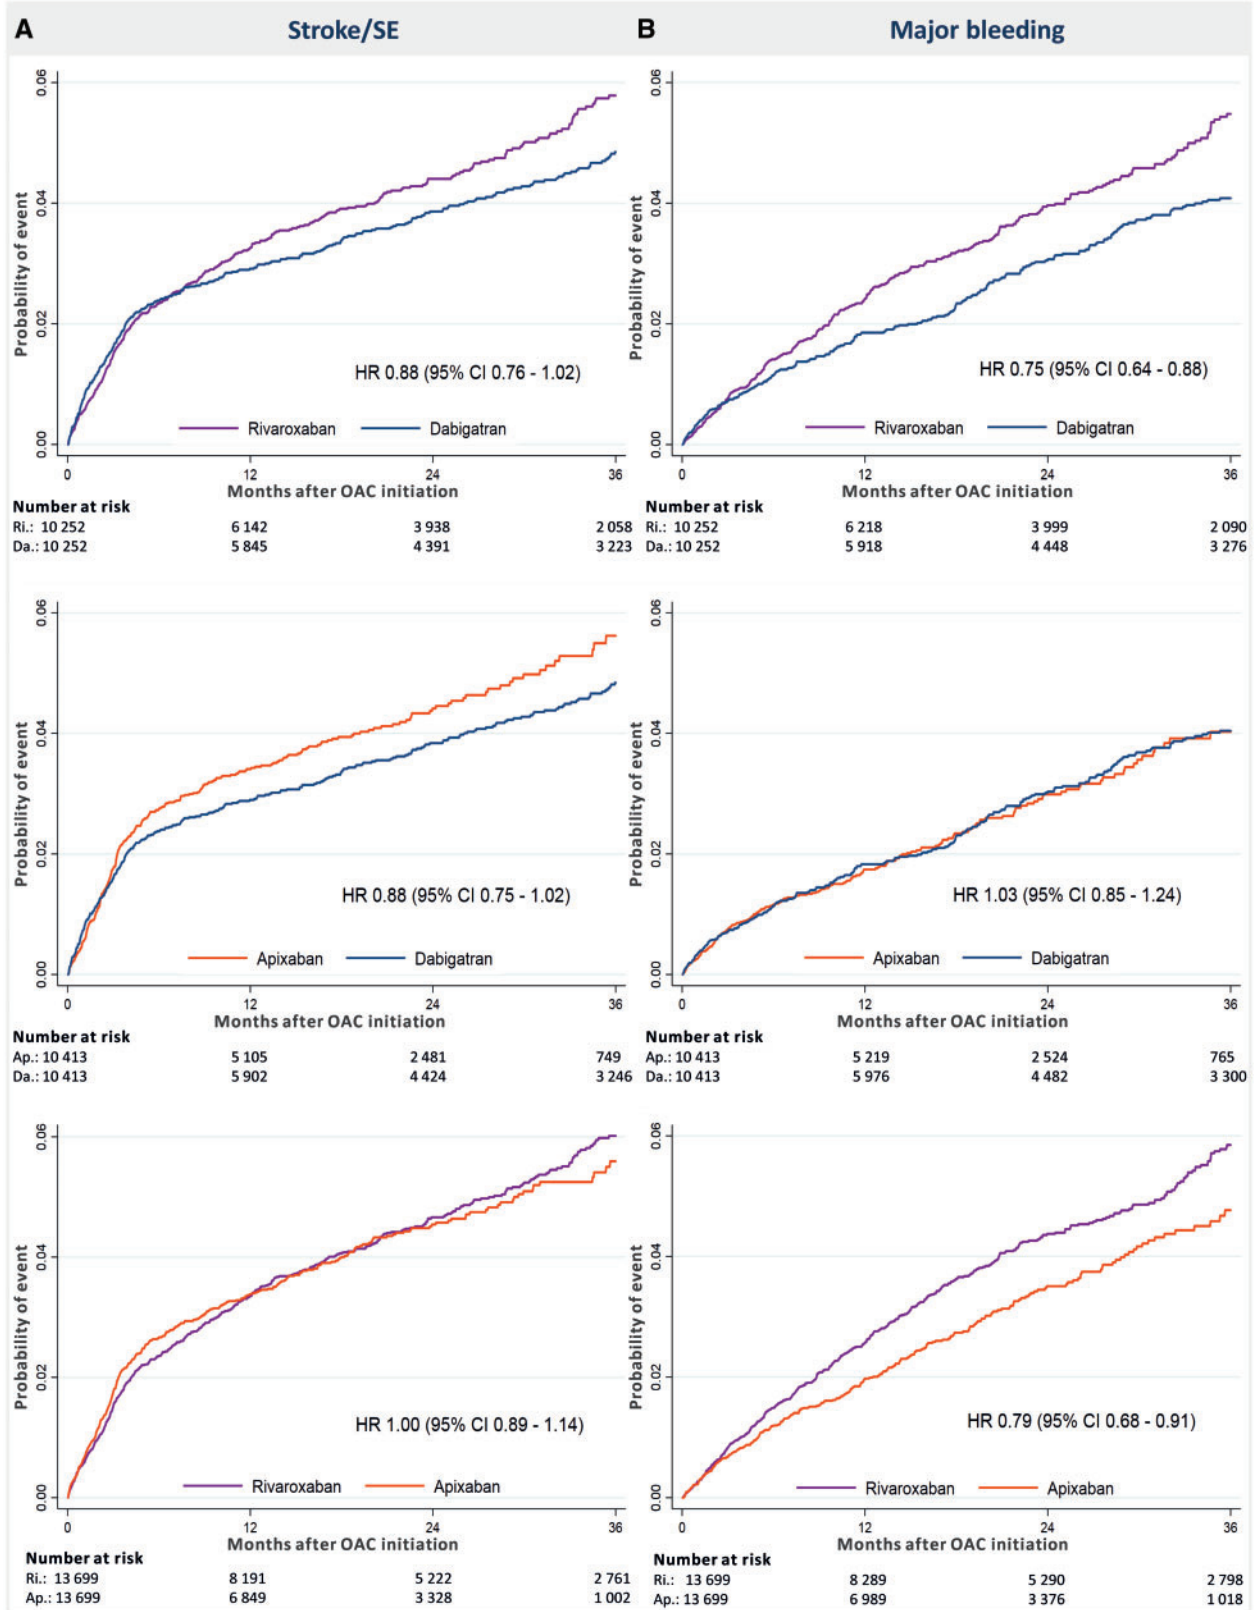 A Stroke/SE B Major bleeding
Probability of event
0.00 0.02 0.04 0.06
HR 0.88 (95% CI 0.76 - 1.02)
Rivaroxaban Dabigatran
0 12 24 36
Months after OAC initiation
Number at risk
Ri.: 10 252 6 142 3 938 2 058
Da.: 10 252 5 845 4 391 3 223
Probability of event
0.00 0.02 0.04 0.06
HR 0.75 (95% CI 0.64 - 0.88)
Rivaroxaban Dabigatran
0 12 24 36
Months after OAC initiation
Number at risk
Ri.: 10 252 6 218 3 999 2 090
Da.: 10 252 5 918 4 448 3 276
Probability of event
0.00 0.02 0.04 0.06
HR 0.88 (95% CI 0.75 - 1.02)
Apixaban Dabigatran
0 12 24 36
Months after OAC initiation
Number at risk
Ap.: 10 413 5 105 2 481 749
Da.: 10 413 5 902 4 424 3 246
Probability of event
0.00 0.02 0.04 0.06
HR 1.03 (95% CI 0.85 - 1.24)
Apixaban Dabigatran
0 12 24 36
Months after OAC initiation
Number at risk
Ap.: 10 413 5 219 2 524 765
Da.: 10 413 5 976 4 482 3 300
Probability of event
0.00 0.02 0.04 0.06
HR 1.00 (95% CI 0.89 - 1.14)
Rivaroxaban Apixaban
0 12 24 36
Months after OAC initiation
Number at risk
Ri.: 13 699 8 191 5 222 2 761
Ap.: 13 699 6 849 3 328 1 002
Probability of event
0.00 0.02 0.04 0.06
HR 0.79 (95% CI 0.68 - 0.91)
Rivaroxaban Apixaban
0 12 24 36
Months after OAC initiation
Number at risk
Ri.: 13 699 8 289 5 290 2 798
Ap.: 13 699 6 989 3 376 1 018